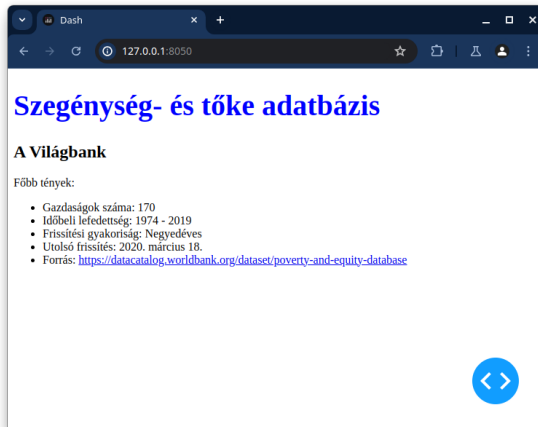 Dash
127.0.0.1:8050
Szegénység- és tőke adatbázis
A Világbank
Főbb tények:
Gazdaságok száma: 170
Időbeli lefedettség: 1974 - 2019
Frissítési gyakoriság: Negyedéves
Utolsó frissítés: 2020. március 18.
Forrás: https://datacatalog.worldbank.org/dataset/poverty-and-equity-database